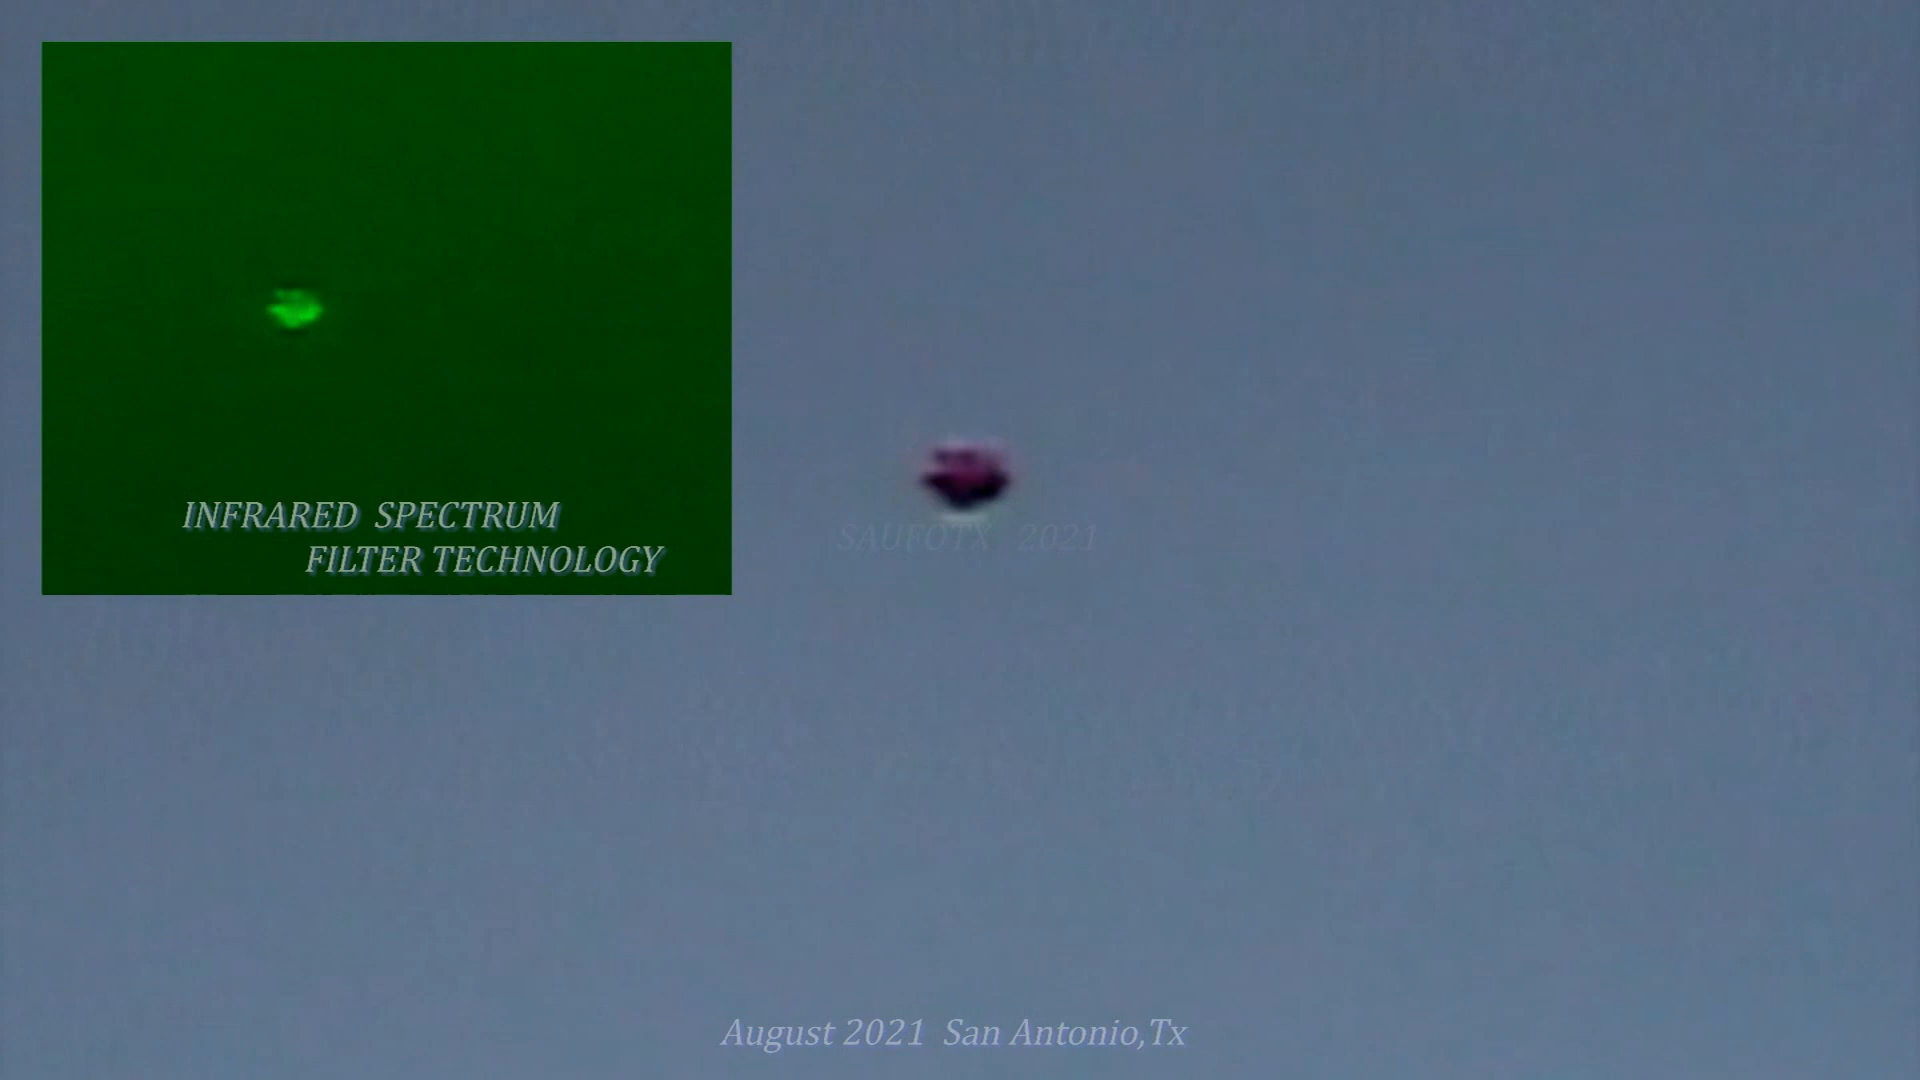 INFRARED SPECTRUM
FILTER TECHNOLOGY
SAUFOTX 2021
August 2021 San Antonio,Tx